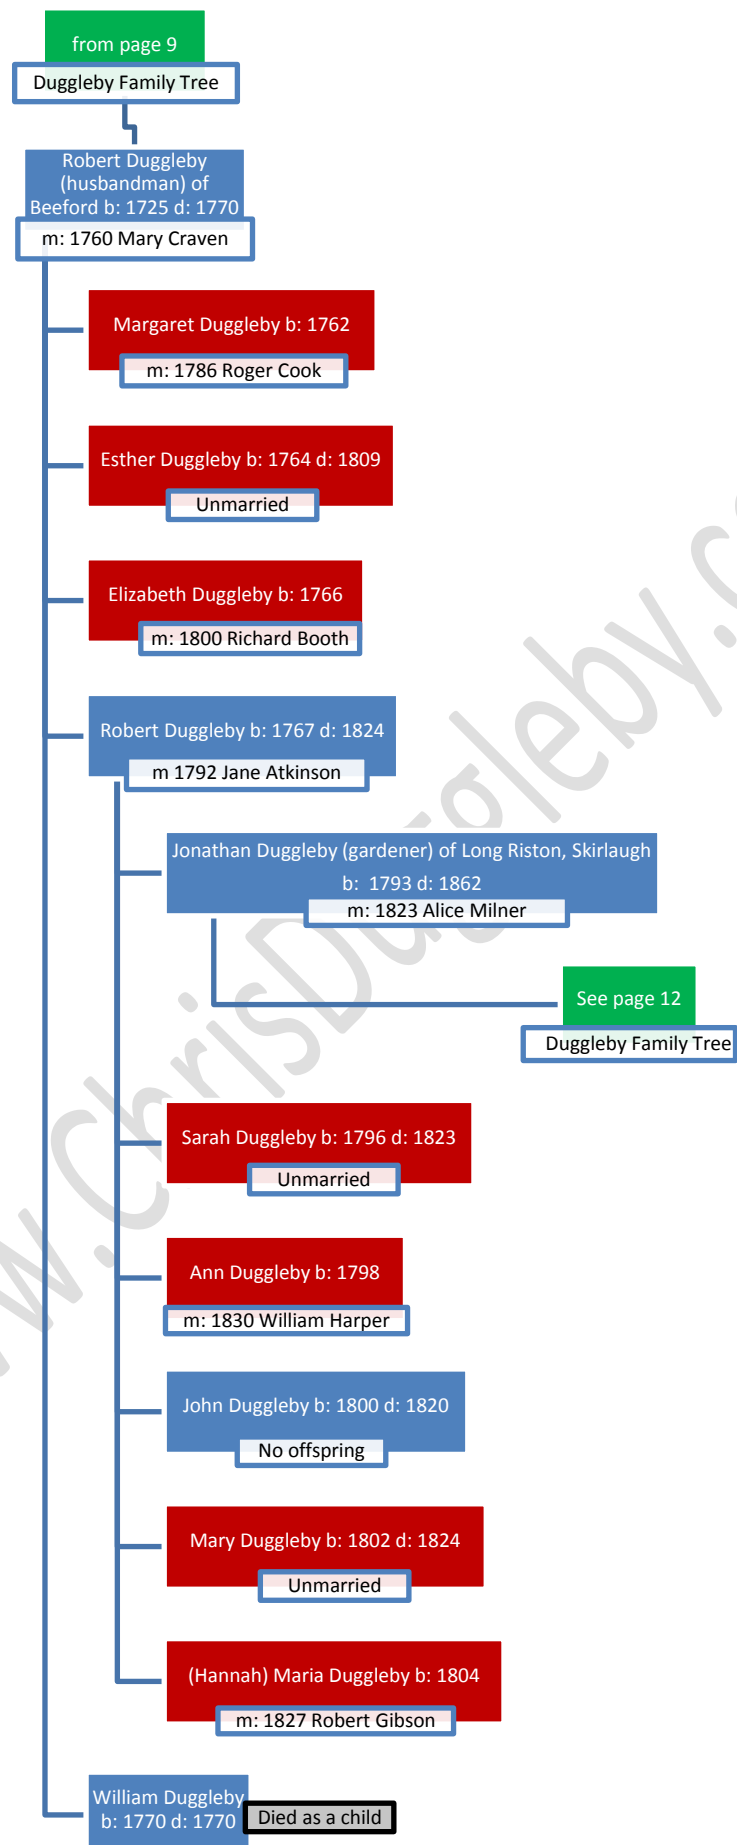 from page 9
Duggleby Family Tree
Robert Duggleby
(husbandman) of
Beeford b: 1725 d: 1770
m: 1760 Mary Craven
Margaret Duggleby b: 1762
m: 1786 Roger Cook
Esther Duggleby b: 1764 d: 1809
Unmarried
Elizabeth Duggleby b: 1766
m: 1800 Richard Booth
Robert Duggleby b: 1767 d: 1824
m 1792 Jane Atkinson
Jonathan Duggleby (gardener) of Long Riston, Skirlaugh
b: 1793 d: 1862
m: 1823 Alice Milner
See page 12
Duggleby Family Tree
Sarah Duggleby b: 1796 d: 1823
Unmarried
Ann Duggleby b: 1798
m: 1830 William Harper
John Duggleby b: 1800 d: 1820
No offspring
Mary Duggleby b: 1802 d: 1824
Unmarried
(Hannah) Maria Duggleby b: 1804
m: 1827 Robert Gibson
William Duggleby
b: 1770 d: 1770
Died as a child
w.ChrisDuggleby.c